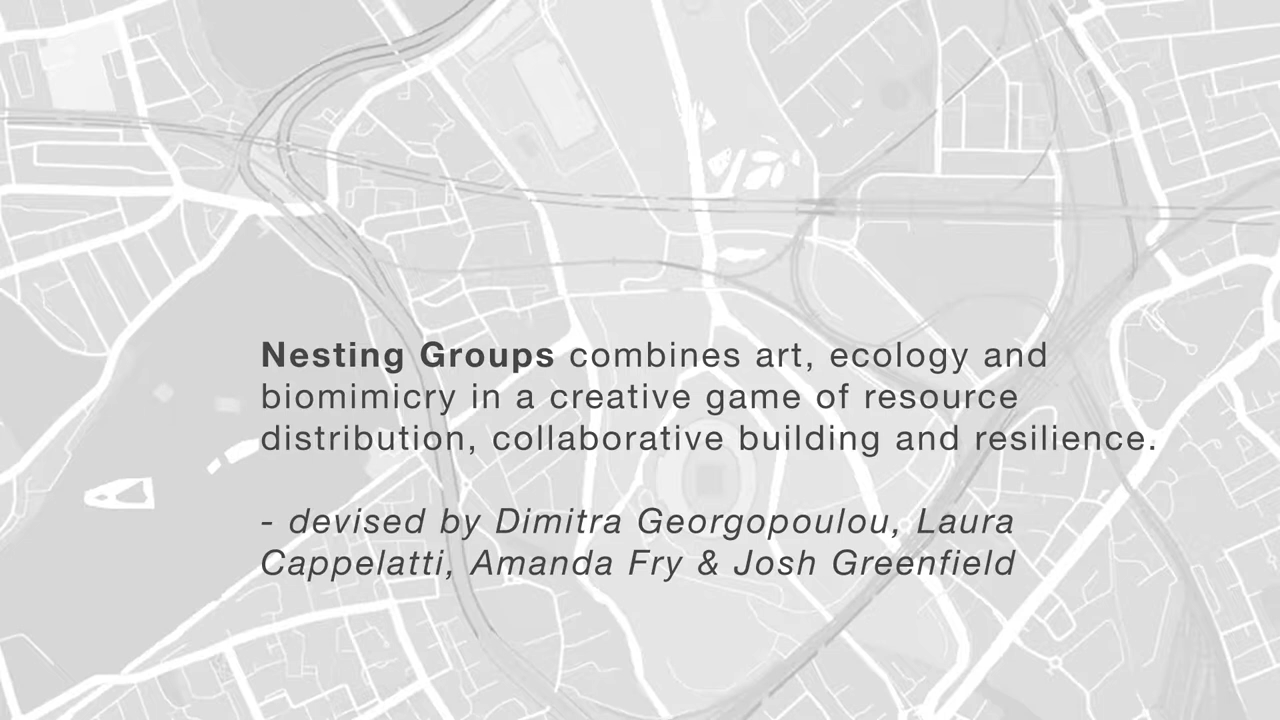 Nesting Groups combines art, ecology and
biomimicry in a creative game of resource
distribution, collaborative building and resilience.
- devised by Dimitra Georgopoulou, Laura
Cappelatti, Amanda Fry & Josh Greenfield